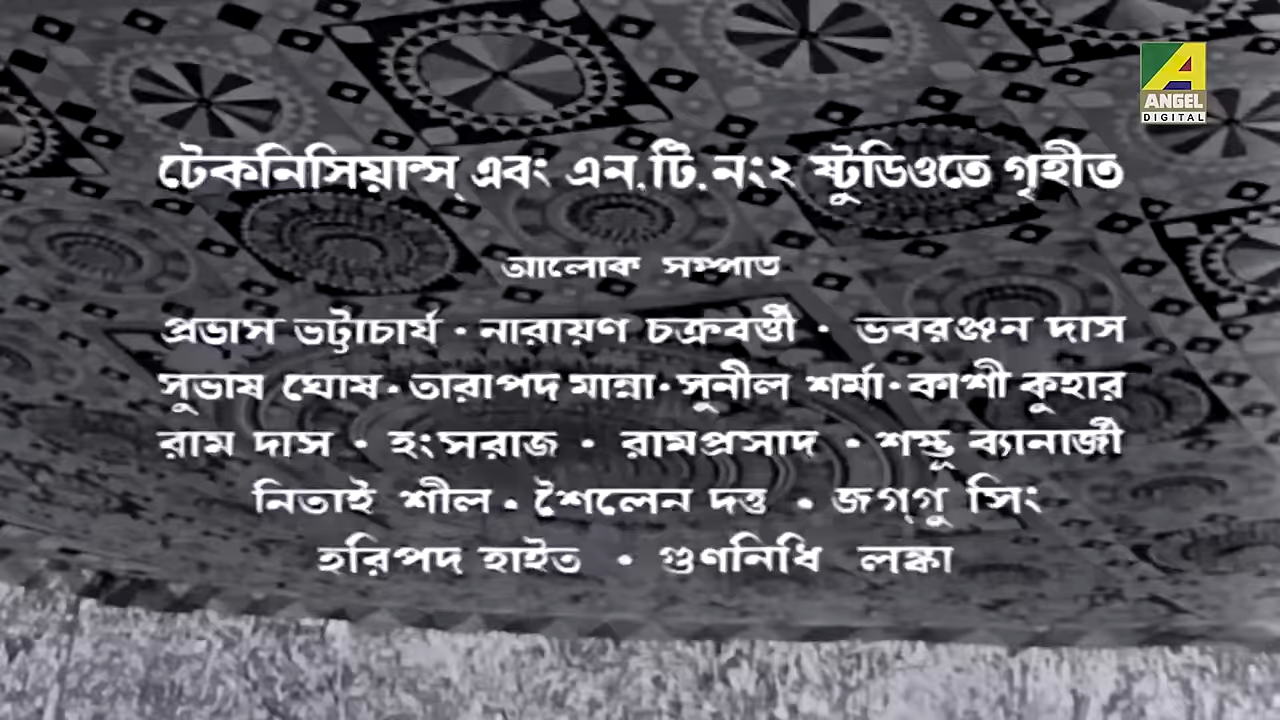 টেকনিসিয়ান্স্ এবং এন.টি.নং২ ষ্টুডিওতে গৃহীত
আলোক সম্পাত
প্রভাস ভট্টাচার্য · নারায়ণ চক্রবর্ত্তী · ভবরঞ্জন দাস
সুভাষ ঘোষ · তারাপদ মান্না · সুনীল শর্মা · কাশী কুহার
রাম দাস · হংসরাজ · রামপ্রসাদ · শম্ভূ ব্যানার্জী
নিতাই শীল · শৈলেন দত্ত · জগ্গু সিং
হরিপদ হাইত · গুণনিধি লঙ্কা
ANGEL
DIGITAL